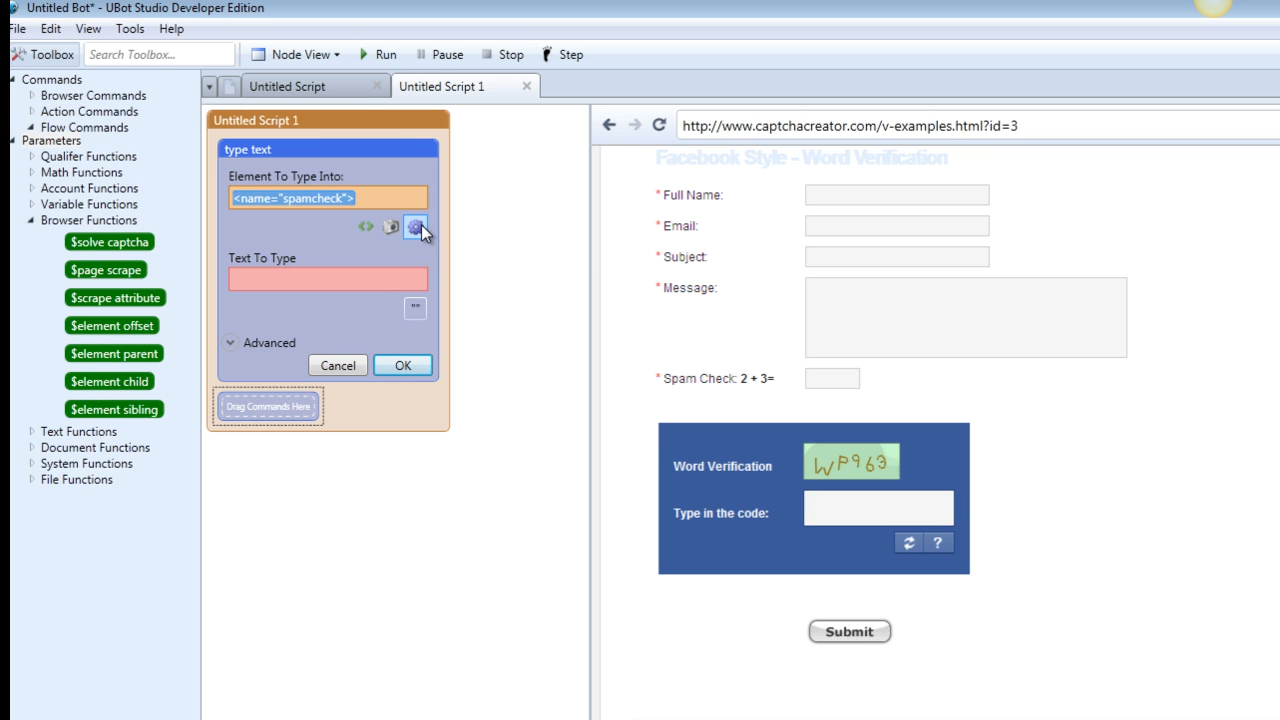 Untitled Bot* - UBot Studio Developer Edition
File Edit View Tools Help
Toolbox Search Toolbox... Node View Run Pause Stop Step
Untitled Script Untitled Script 1
Commands
Browser Commands
Action Commands
Flow Commands
Parameters
Qualifer Functions
Math Functions
Account Functions
Variable Functions
Browser Functions
$solve captcha
$page scrape
$scrape attribute
$element offset
$element parent
$element child
$element sibling
Text Functions
Document Functions
System Functions
File Functions
Untitled Script 1
type text
Element To Type Into:
<name="spamcheck">
Text To Type
""
Advanced
Cancel OK
Drag Commands Here
http://www.captchacreator.com/v-examples.html?id=3
Facebook Style - Word Verification
* Full Name:
* Email:
* Subject:
* Message:
* Spam Check: 2 + 3=
Word Verification WP963
Type in the code:
?
Submit